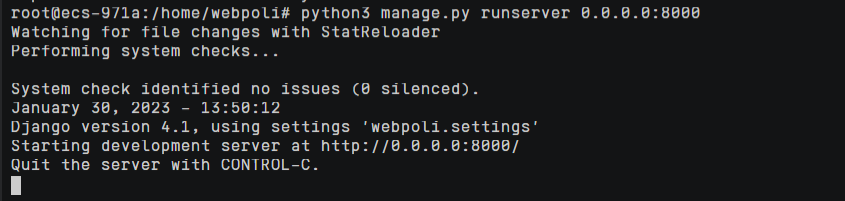 root@ecs-971a:/home/webpoli# python3 manage.py runserver 0.0.0.0:8000
Watching for file changes with StatReloader
Performing system checks...

System check identified no issues (0 silenced).
January 30, 2023 - 13:50:12
Django version 4.1, using settings 'webpoli.settings'
Starting development server at http://0.0.0.0:8000/
Quit the server with CONTROL-C.